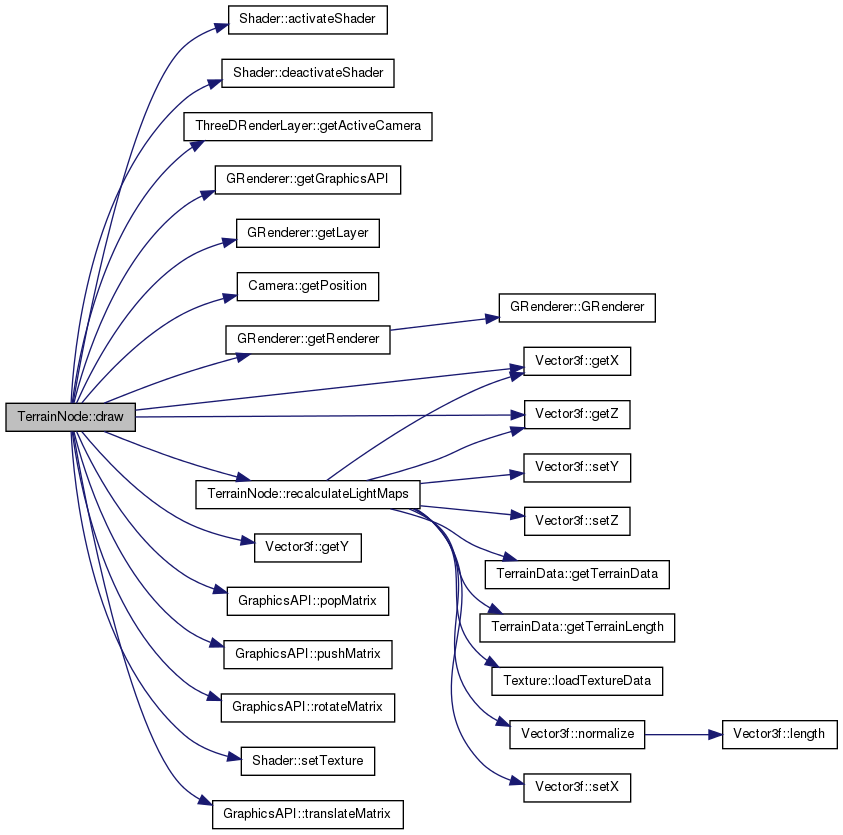 Shader::activateShader
Shader::deactivateShader
ThreeDRenderLayer::getActiveCamera
GRenderer::getGraphicsAPI
GRenderer::getLayer
Camera::getPosition
GRenderer::GRenderer
GRenderer::getRenderer
Vector3f::getX
TerrainNode::draw
Vector3f::getZ
Vector3f::setY
TerrainNode::recalculateLightMaps
Vector3f::setZ
Vector3f::getY
TerrainData::getTerrainData
GraphicsAPI::popMatrix
TerrainData::getTerrainLength
GraphicsAPI::pushMatrix
Texture::loadTextureData
GraphicsAPI::rotateMatrix
Vector3f::normalize
Vector3f::length
Shader::setTexture
Vector3f::setX
GraphicsAPI::translateMatrix